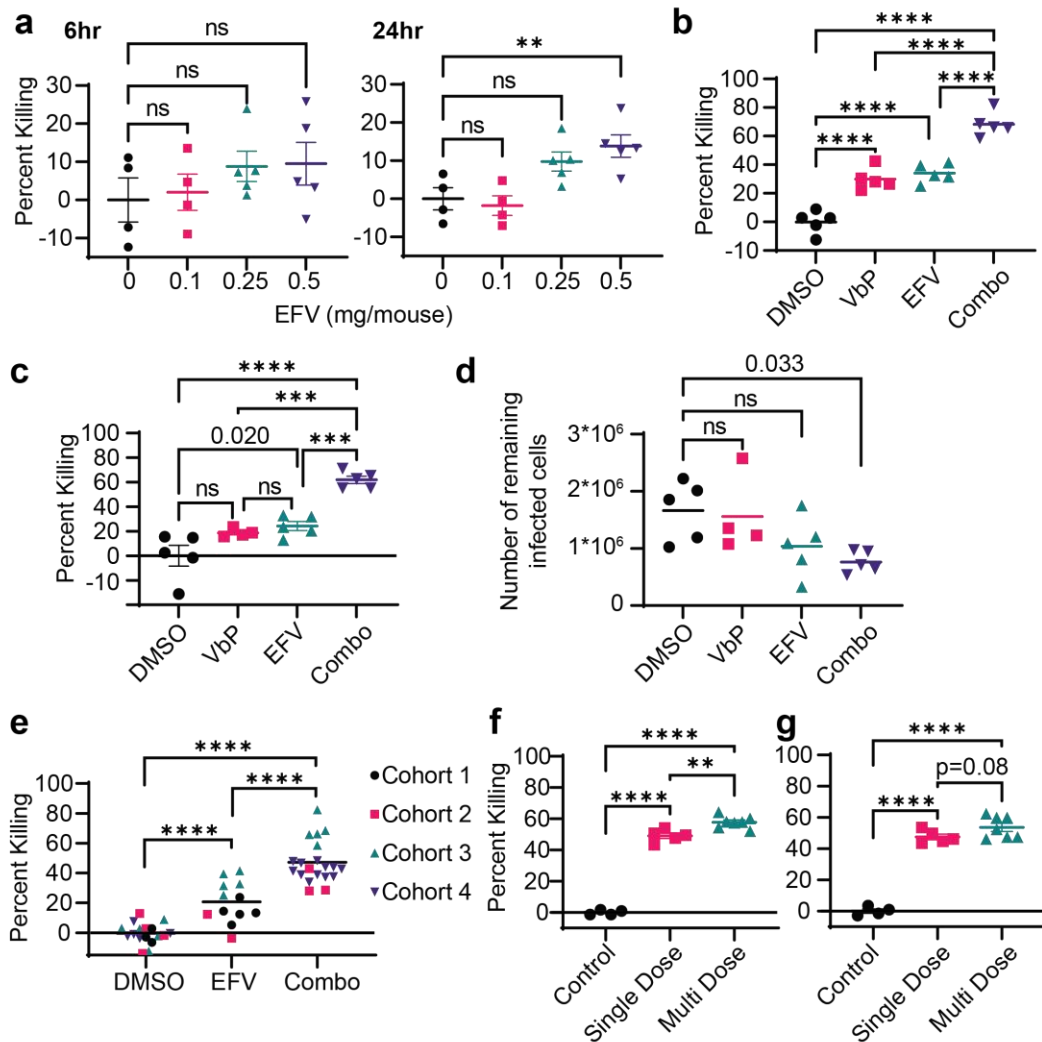 a
6hr
ns
ns
ns
Percent Killing
30
20
10
0
-10
0 0.1 0.25 0.5
24hr
**
ns
ns
30
20
10
0
-10
0 0.1 0.25 0.5
EFV (mg/mouse)
b
****
****
****
****
****
Percent Killing
100
80
60
40
20
0
-10
DMSO VbP EFV Combo
c
****
***
0.020
***
ns
ns
Percent Killing
100
80
60
40
20
0
-10
DMSO VbP EFV Combo
d
0.033
ns
ns
Number of remaining
infected cells
3*10⁶
2*10⁶
1*10⁶
0
DMSO VbP EFV Combo
e
****
****
****
Percent Killing
100
80
60
40
20
0
DMSO EFV Combo
Cohort 1
Cohort 2
Cohort 3
Cohort 4
f
****
**
****
Percent Killing
100
80
60
40
20
0
Control Single Dose Multi Dose
g
****
p=0.08
****
100
80
60
40
20
0
Control Single Dose Multi Dose